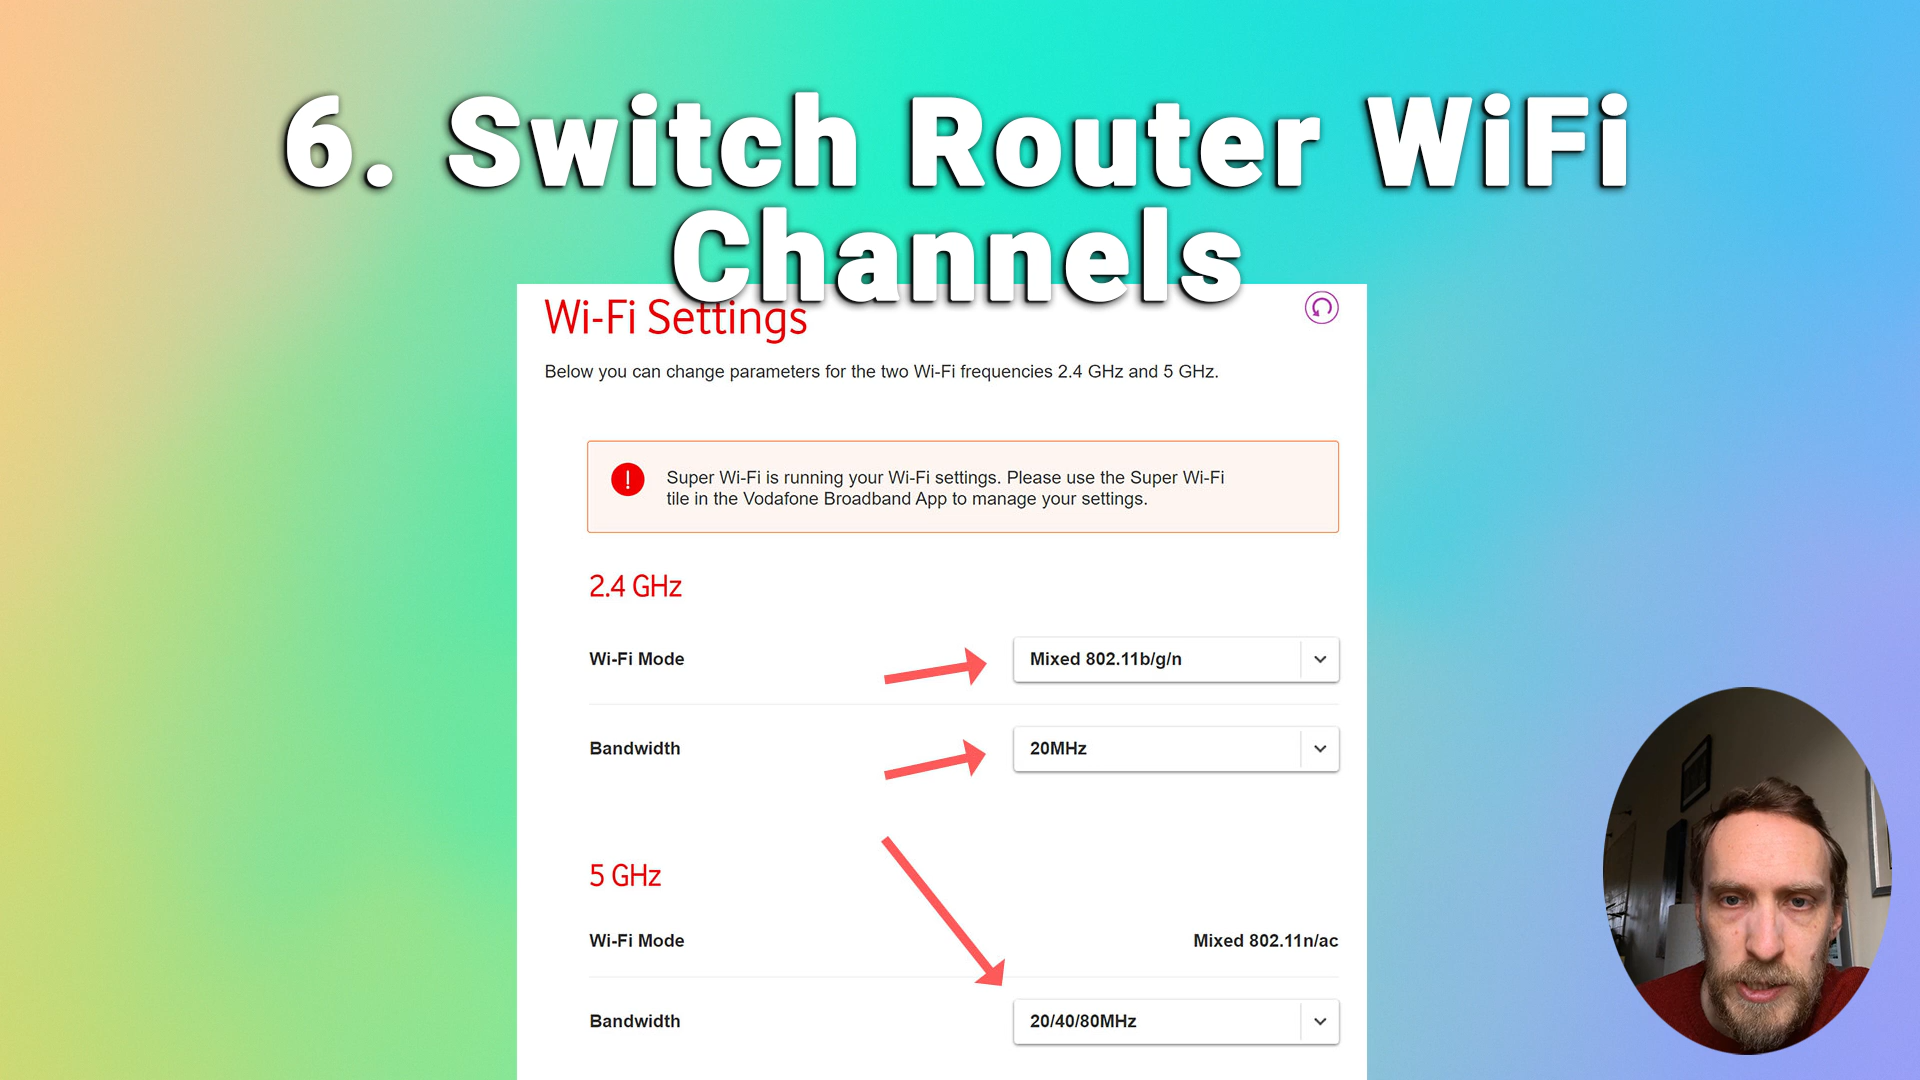 6. Switch Router WiFi
Channels
Wi-Fi Settings
Below you can change parameters for the two Wi-Fi frequencies 2.4 GHz and 5 GHz.
Super Wi-Fi is running your Wi-Fi settings. Please use the Super Wi-Fi
tile in the Vodafone Broadband App to manage your settings.
2.4 GHz
Wi-Fi Mode
Mixed 802.11b/g/n
Bandwidth
20MHz
5 GHz
Wi-Fi Mode
Mixed 802.11n/ac
Bandwidth
20/40/80MHz